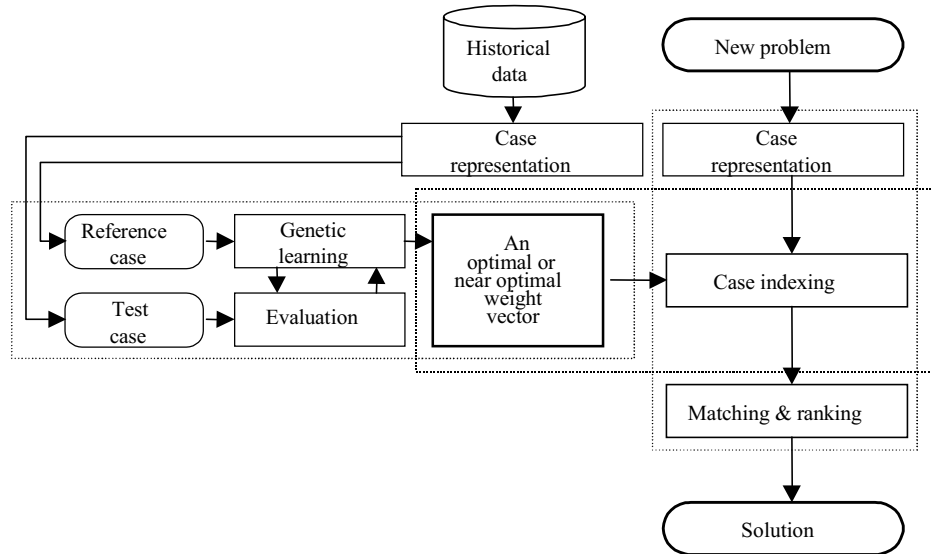 Historical
data
New problem
Case
representation
Case
representation
Reference
case
Genetic
learning
An
optimal or
near optimal
weight
vector
Case indexing
Test
case
Evaluation
Matching & ranking
Solution